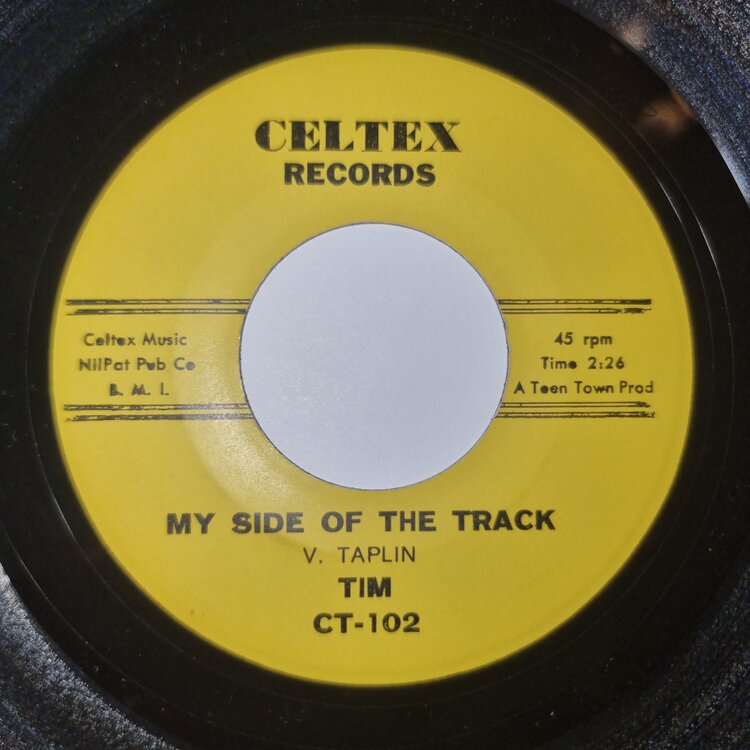 CELTEX
RECORDS
Celtex Music
NilPat Pub Co
B. M. I.
45 rpm
Time 2:26
A Teen Town Prod
MY SIDE OF THE TRACK
V. TAPLIN
TIM
CT-102